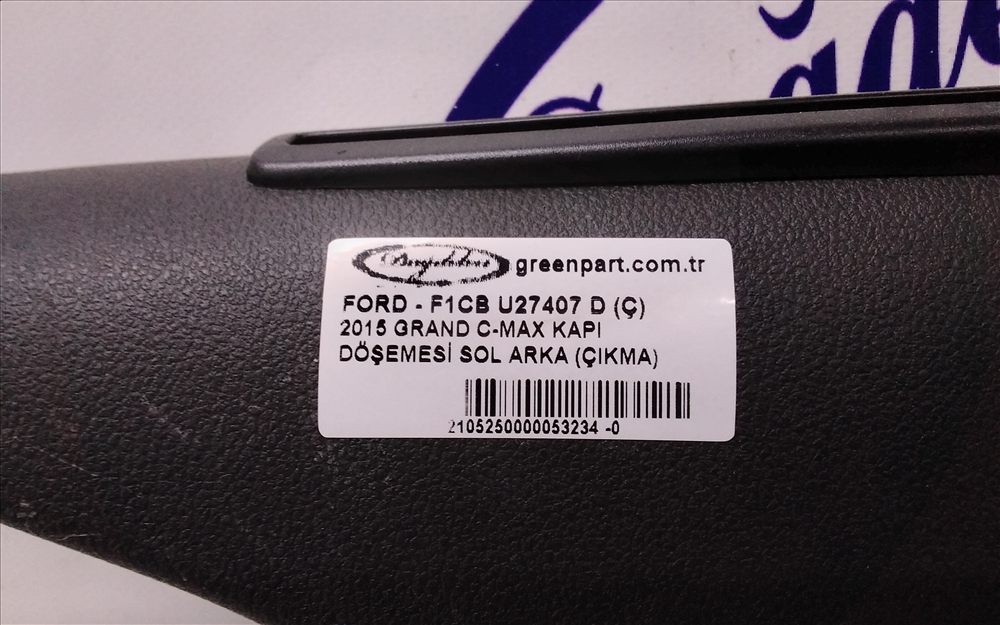 greenpart.com.tr
FORD - F1CB U27407 D (Ç)
2015 GRAND C-MAX KAPI
DÖŞEMESİ SOL ARKA (ÇIKMA)
2105250000053234 -0